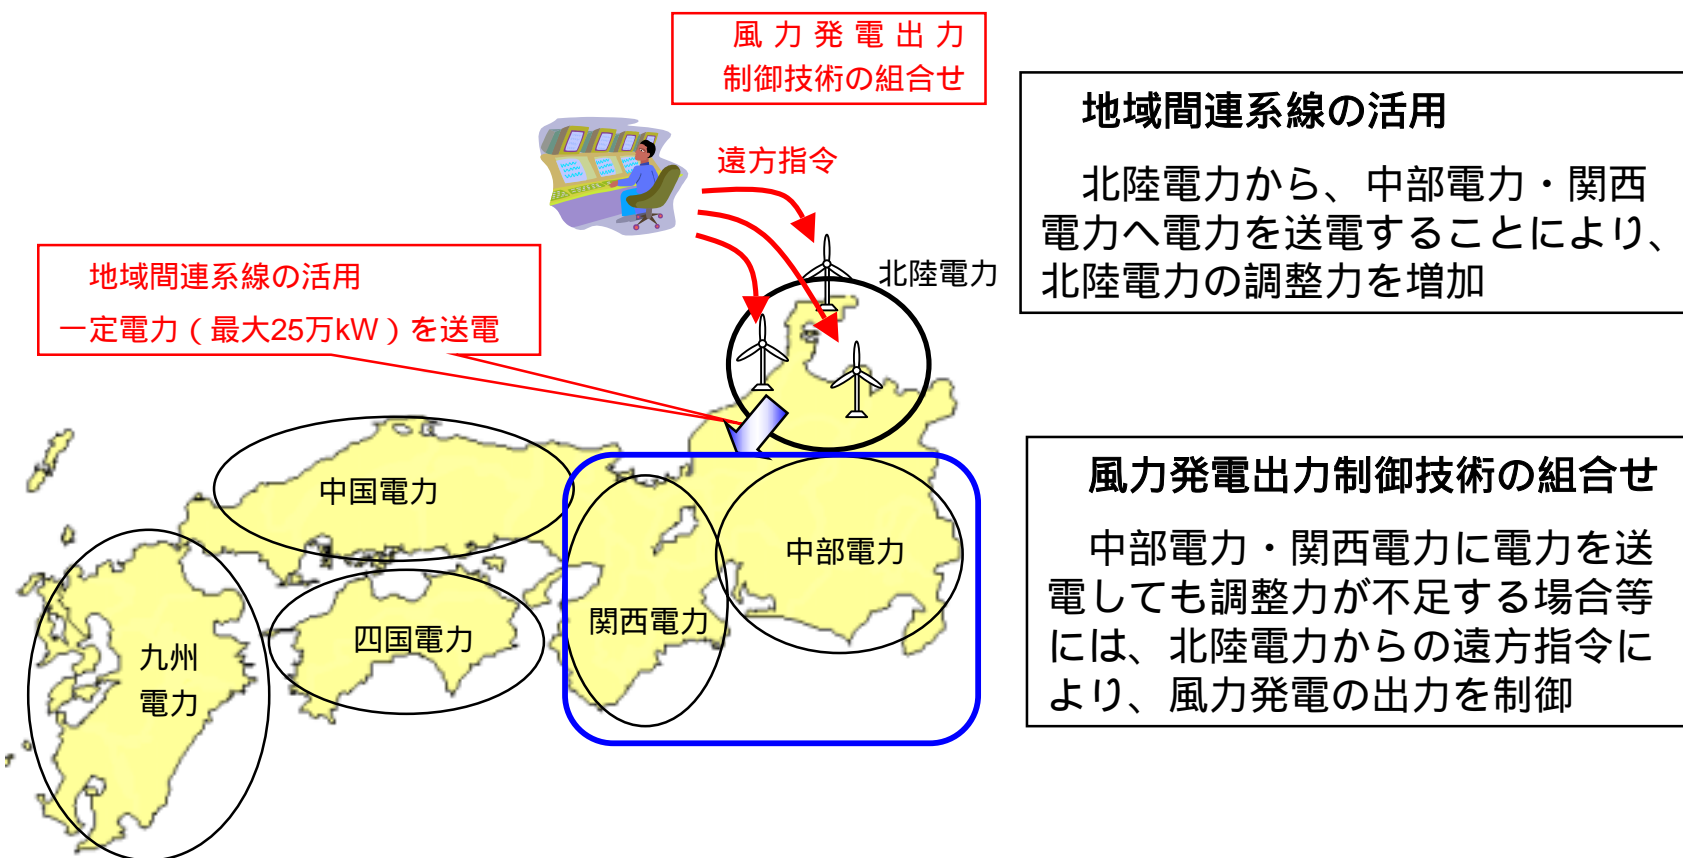 風力発電出力
制御技術の組合せ
遠方指令
地域間連系線の活用
一定電力（最大25万kW）を送電
北陸電力
中国電力
中部電力
関西電力
四国電力
九州
電力
地域間連系線の活用
北陸電力から、中部電力・関西
電力へ電力を送電することにより、
北陸電力の調整力を増加
風力発電出力制御技術の組合せ
中部電力・関西電力に電力を送
電しても調整力が不足する場合等
には、北陸電力からの遠方指令に
より、風力発電の出力を制御